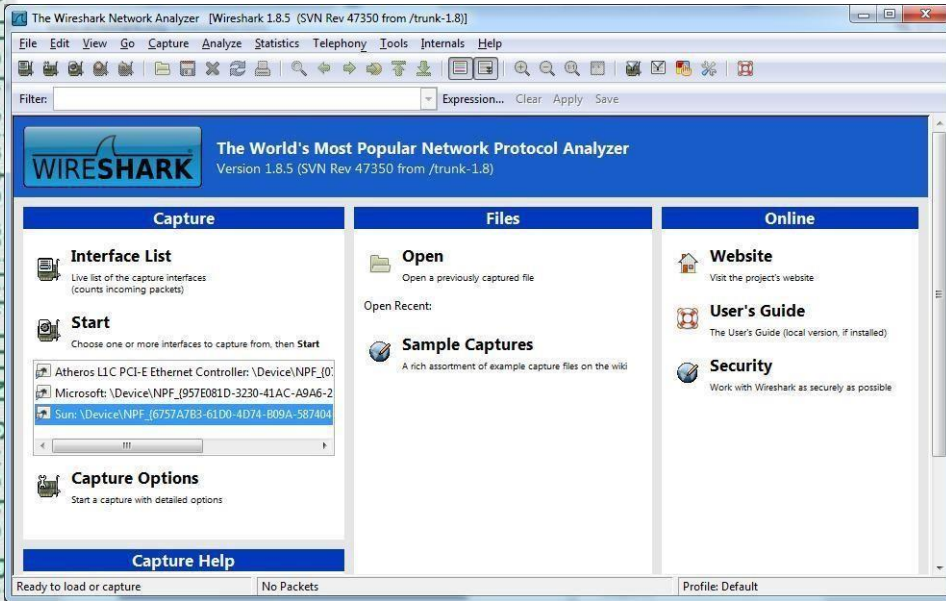 The Wireshark Network Analyzer [Wireshark 1.8.5 (SVN Rev 47350 from /trunk-1.8)]
File Edit View Go Capture Analyze Statistics Telephony Tools Internals Help
Filter: Expression... Clear Apply Save
WIRESHARK
The World's Most Popular Network Protocol Analyzer
Version 1.8.5 (SVN Rev 47350 from /trunk-1.8)
Capture
Interface List
Live list of the capture interfaces
(counts incoming packets)
Start
Choose one or more interfaces to capture from, then Start
Atheros L1C PCI-E Ethernet Controller: \Device\NPF_{0
Microsoft: \Device\NPF_{957E081D-3230-41AC-A9A6-2
Sun: \Device\NPF_{6757A7B3-61D0-4D74-B09A-587404
Capture Options
Start a capture with detailed options
Capture Help
Files
Open
Open a previously captured file
Open Recent:
Sample Captures
A rich assortment of example capture files on the wiki
Online
Website
Visit the project's website
User's Guide
The User's Guide (local version, if installed)
Security
Work with Wireshark as securely as possible
Ready to load or capture
No Packets
Profile: Default